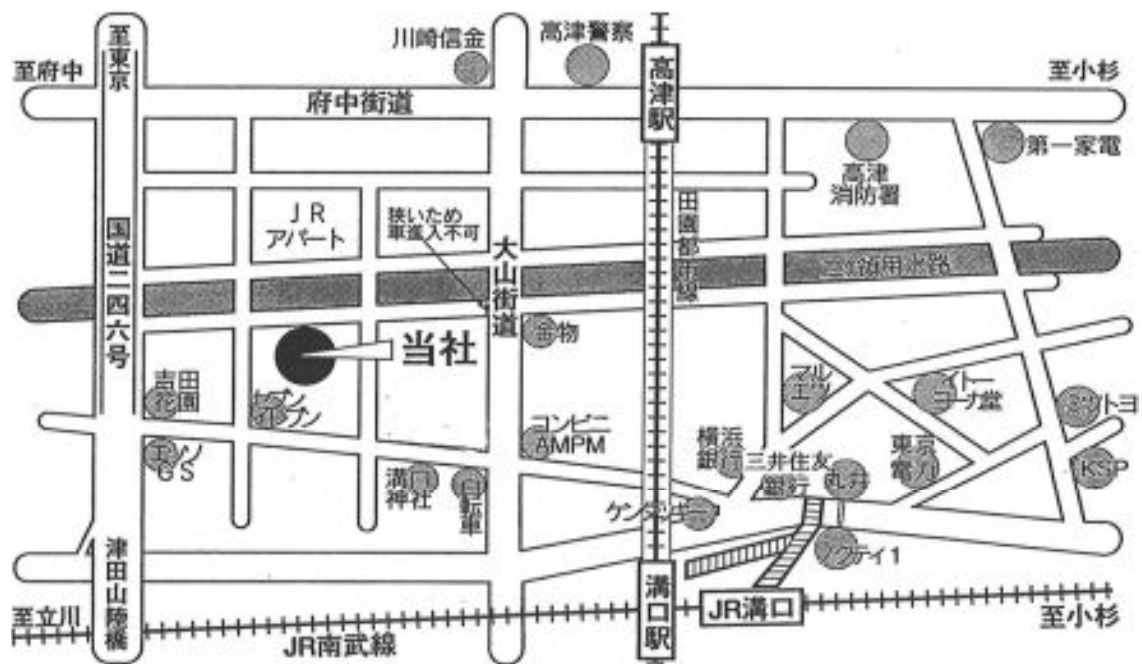 川崎信金
高津警察
至東京
至府中
高津駅
至小杉
府中街道
第一家電
高津
消防署
JR
アパート
狭いため
車進入不可
田園都市線
国道二四六号
大山街道
二ヶ領用水路
当社
金物
吉田
花園
セブン
イレブン
マル
エツ
イトー
ヨーカ堂
ミツトヨ
コンビニ
AMPM
エッソ
GS
横浜
銀行
三井住友
銀行
丸井
東京
電力
KSP
溝口
神社
自転車
ケンタッキー
ノクティ1
津田山陸橋
溝口駅
JR溝口
至立川
JR南武線
至小杉